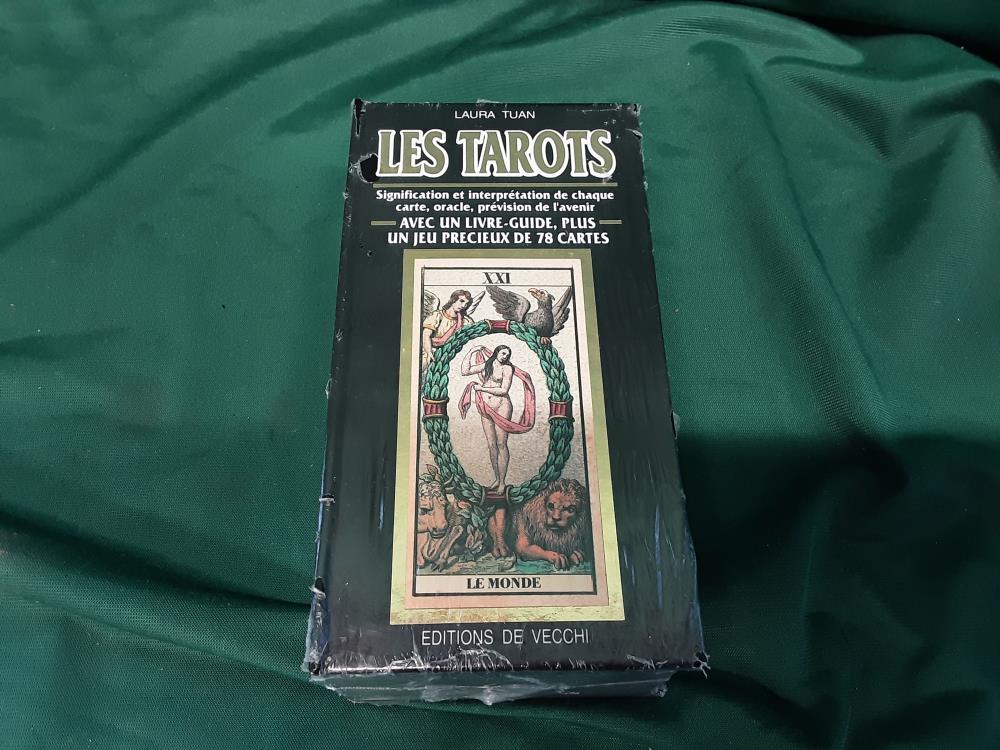 LAURA TUAN
LES TAROTS
Signification et interprétation de chaque
carte, oracle, prévision de l'avenir
AVEC UN LIVRE-GUIDE, PLUS
UN JEU PRECIEUX DE 78 CARTES
XXI
LE MONDE
EDITIONS DE VECCHI